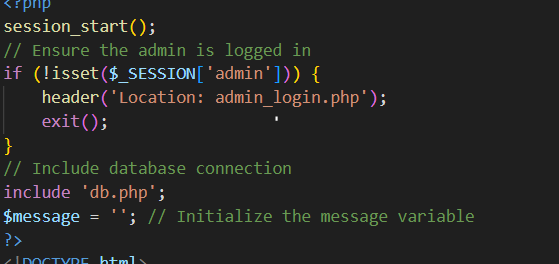 <?php
session_start();
// Ensure the admin is logged in
if (!isset($_SESSION['admin'])) {
    header('Location: admin_login.php');
    exit();
}
// Include database connection
include 'db.php';
$message = ''; // Initialize the message variable
?>
<!DOCTYPE html>